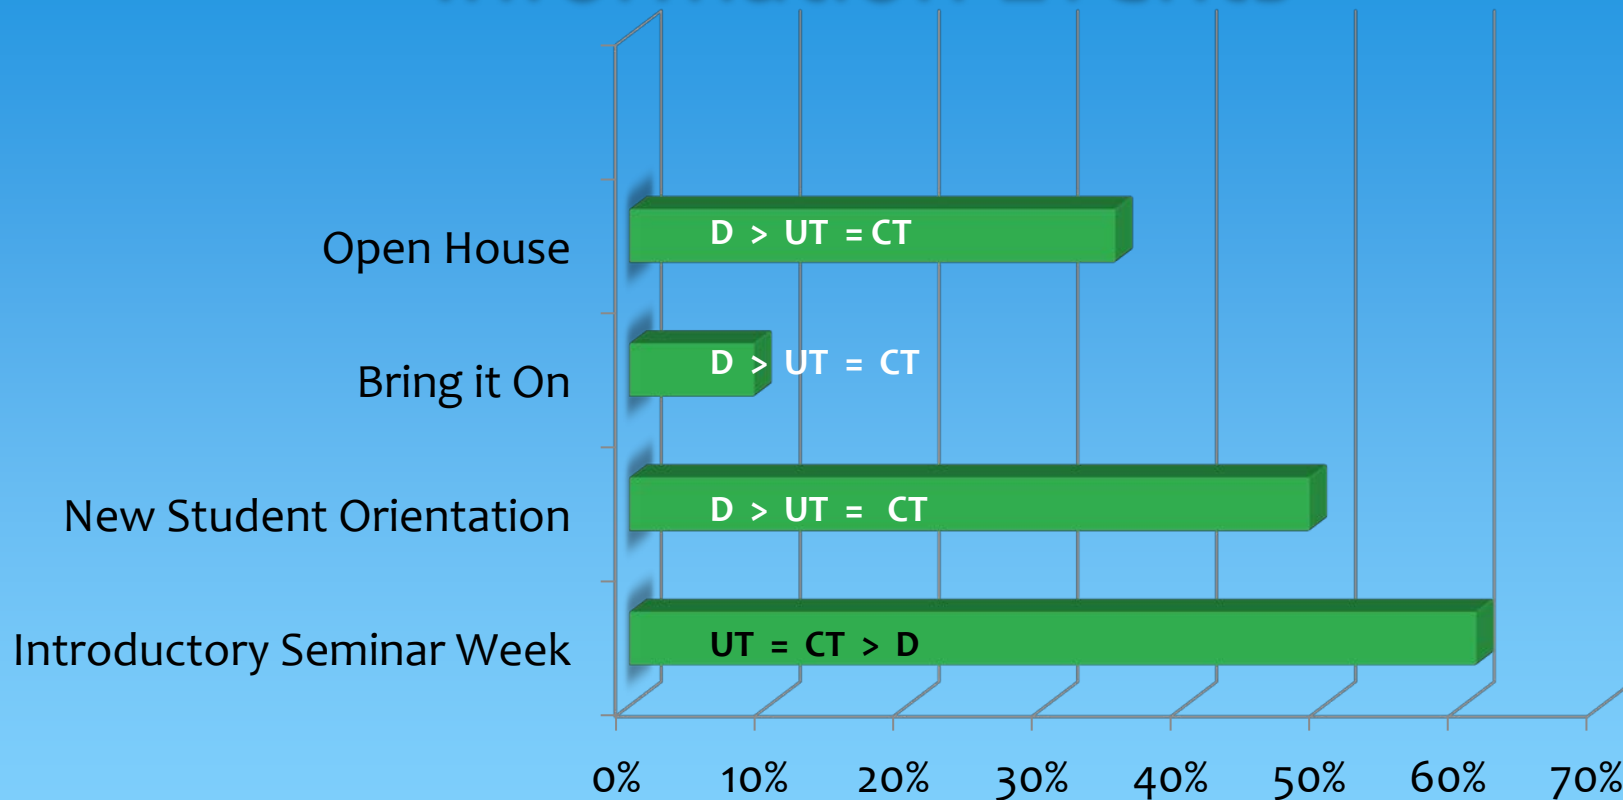 Open House
D > UT = CT
Bring it On
D > UT = CT
New Student Orientation
D > UT = CT
Introductory Seminar Week
UT = CT > D
0% 10% 20% 30% 40% 50% 60% 70%